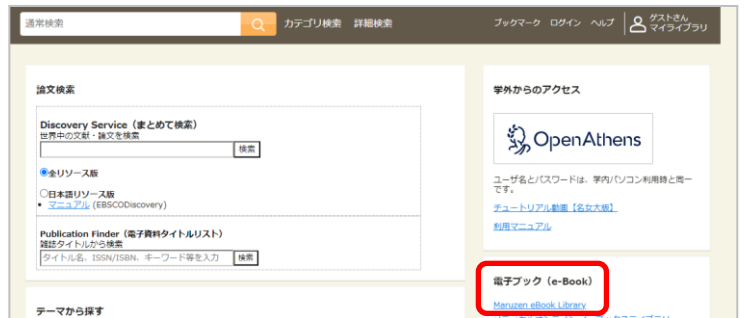 通常検索
カテゴリ検索 詳細検索
ブックマーク ログイン ヘルプ
ゲストさん
マイライブラリ
論文検索
Discovery Service（まとめて検索）
世界中の文献・論文を検索
検索
全リソース版
日本語リソース版
マニュアル (EBSCODiscovery)
Publication Finder（電子資料タイトルリスト）
雑誌タイトルから検索
タイトル名、ISSN/ISBN、キーワード等を入力 検索
テーマから探す
学外からのアクセス
OpenAthens
ユーザ名とパスワードは、学内パソコン利用時と同一
です。
チュートリアル動画【名女大版】
利用マニュアル
電子ブック（e-Book）
Maruzen eBook Library